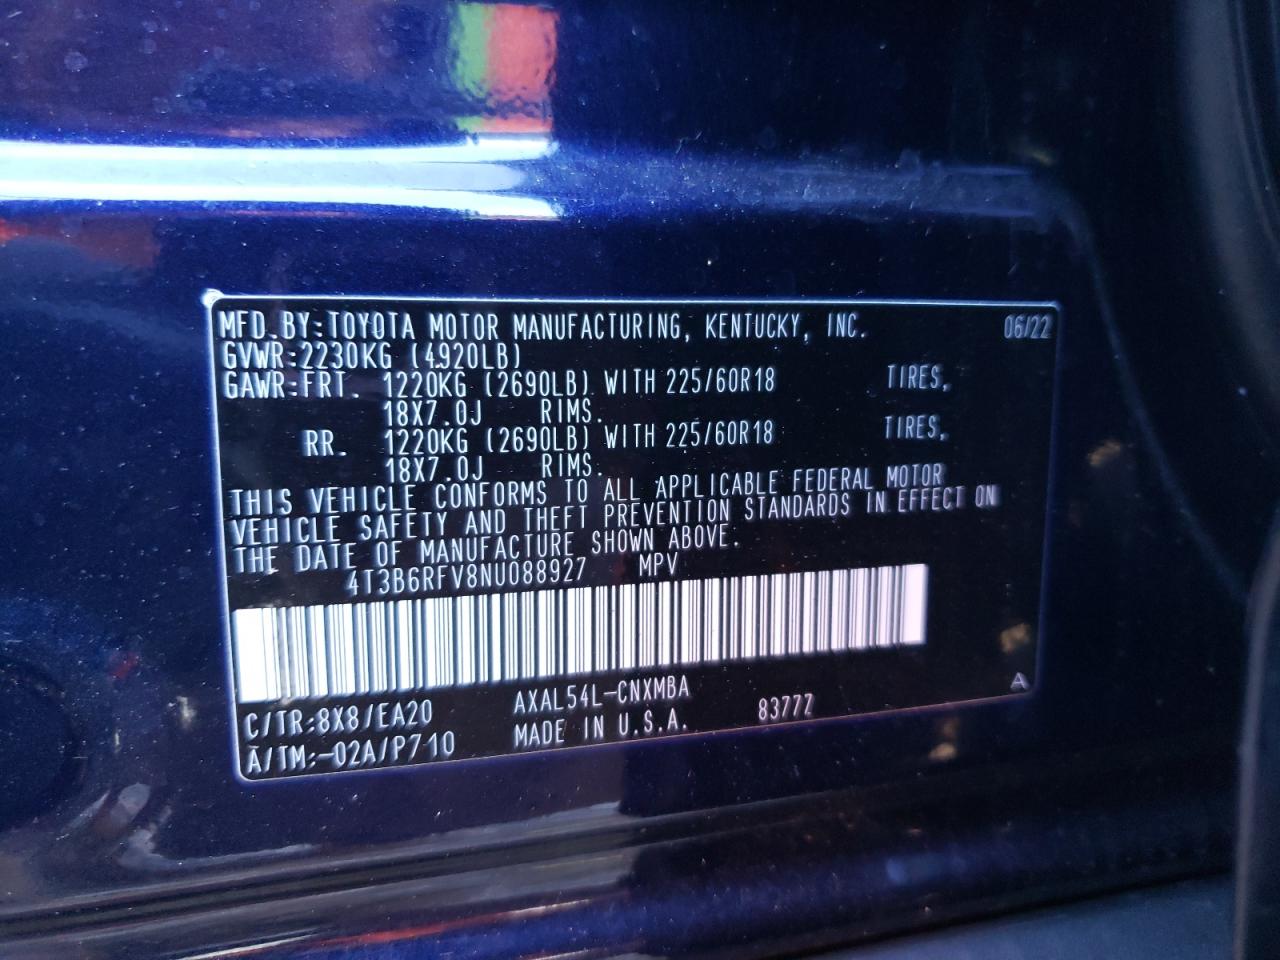 MFD.BY:TOYOTA MOTOR MANUFACTURING, KENTUCKY, INC. 06/22
GVWR:2230KG (4920LB)
GAWR:FRT. 1220KG (2690LB) WITH 225/60R18 TIRES,
18X7.0J RIMS.
RR. 1220KG (2690LB) WITH 225/60R18 TIRES,
18X7.0J RIMS.
THIS VEHICLE CONFORMS TO ALL APPLICABLE FEDERAL MOTOR
VEHICLE SAFETY AND THEFT PREVENTION STANDARDS IN EFFECT ON
THE DATE OF MANUFACTURE SHOWN ABOVE.
4T3B6RFV8NU088927 MPV
C/TR:8X8/EA20 AXAL54L-CNXMBA A
A/TM:-02A/P710 MADE IN U.S.A. 83777